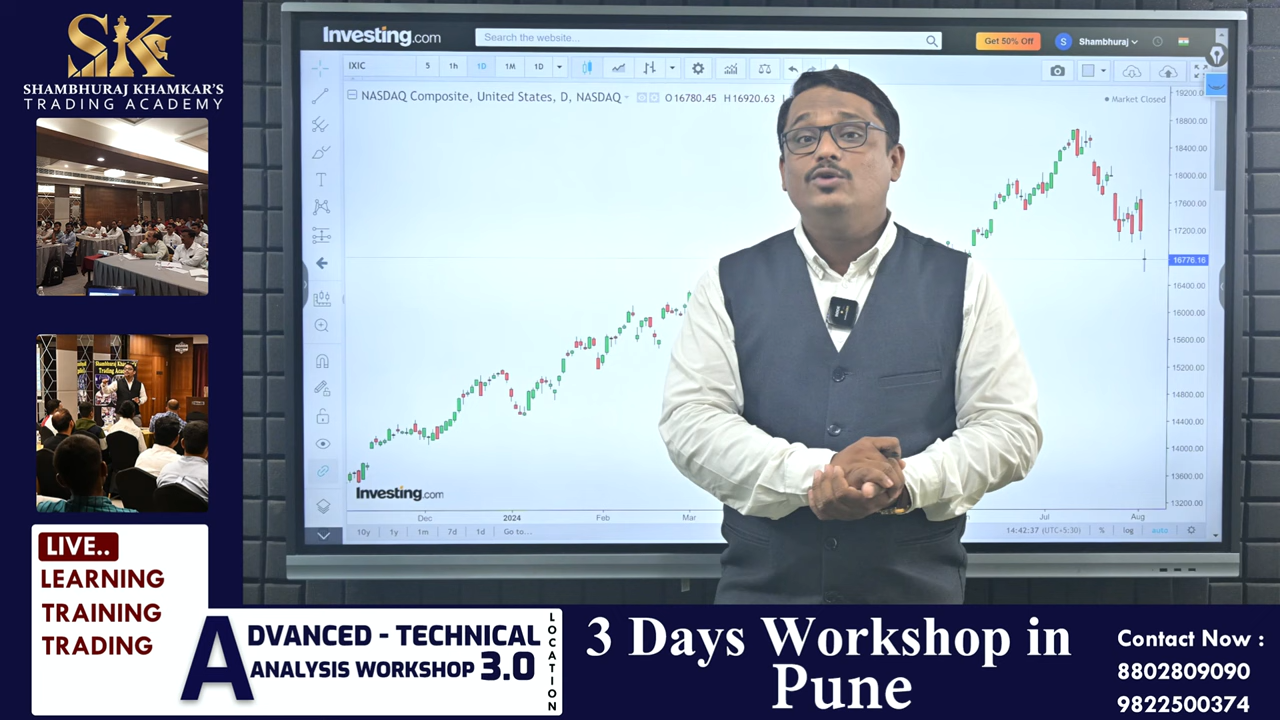 SK
SHAMBHURAJ KHAMKAR'S
TRADING ACADEMY
LIVE..
LEARNING
TRAINING
TRADING
ADVANCED - TECHNICAL
ANALYSIS WORKSHOP 3.0
LOCATION
3 Days Workshop in
Pune
Contact Now :
8802809090
9822500374
Investing.com
Search the website...
Get 50% Off
S
Shambhuraj
IXIC
5 1h 1D 1M 1D
NASDAQ Composite, United States, D, NASDAQ
O16780.45 H16920.63
Market Closed
19200.00
18800.00
18400.00
18000.00
17600.00
17200.00
16776.16
16400.00
16000.00
15600.00
15200.00
14800.00
14400.00
14000.00
13600.00
13200.00
Investing.com
Dec 2024 Feb Mar Jul Aug
10y 1y 1m 7d 1d Go to...
14:42:37 (UTC+5:30) % log auto